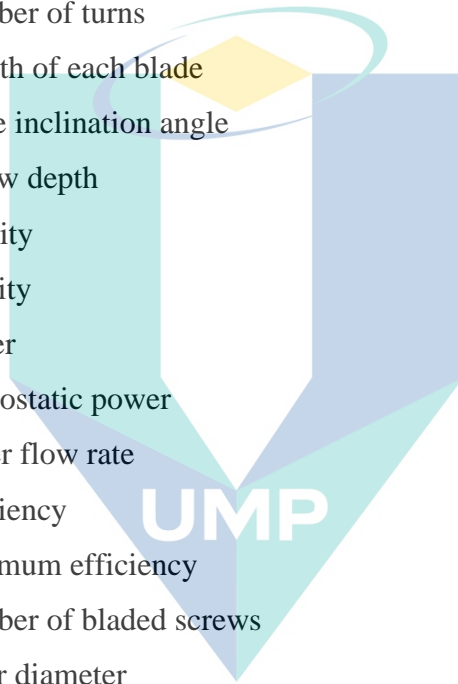 ber of turns
th of each blade
e inclination angle
w depth
ity
ity
er
ostatic power
r flow rate
iency
UMP
mum efficiency
ber of bladed screws
r diameter